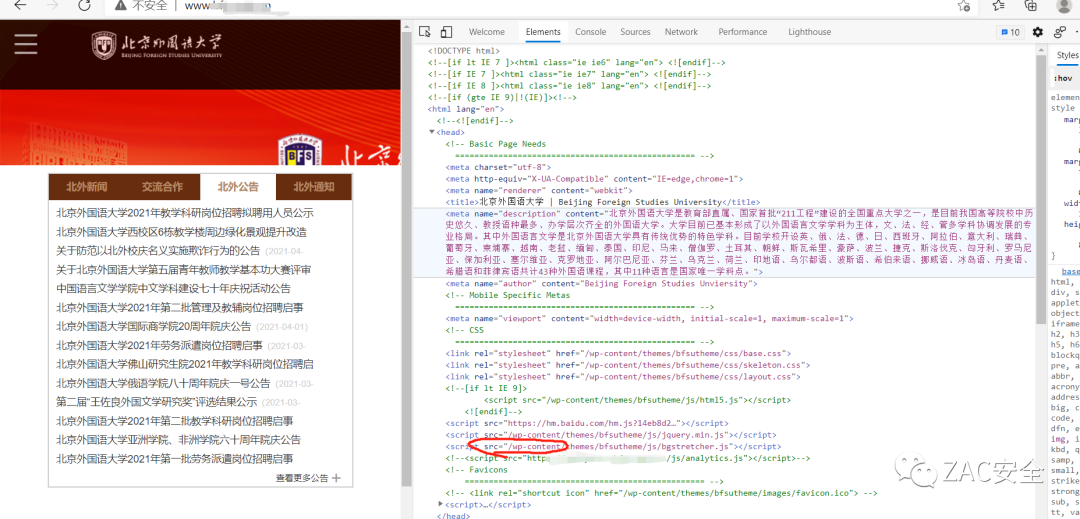 不安全
www.
北京外国语大学
BEIJING FOREIGN STUDIES UNIVERSITY
BFS
北外新闻
交流合作
北外公告
北外通知
北京外国语大学2021年教学科研岗位招聘拟聘用人员公示
北京外国语大学西校区6栋教学楼周边绿化景观提升改造
关于防范以北外校庆名义实施欺诈行为的公告 (2021-
关于北京外国语大学第五届青年教师教学基本功大赛评审
中国语言文学学院中文学科建设七十年庆祝活动公告
北京外国语大学2021年第二批管理及教辅岗位招聘启事
北京外国语大学国际商学院20周年院庆公告 (2021-04-01)
北京外国语大学2021年劳务派遣岗位招聘启事 (2021-03-
北京外国语大学佛山研究生院2021年教学科研岗位招聘启
北京外国语大学俄语学院八十周年院庆一号公告 (2021-03-
第二届“王佐良外国文学研究奖”评选结果公示 (2021-03-
北京外国语大学2021年第二批教学科研岗位招聘启事
北京外国语大学亚洲学院、非洲学院六十周年院庆公告
北京外国语大学2021年第一批劳务派遣岗位招聘启事
查看更多公告 +
Welcome Elements Console Sources Network Performance Lighthouse
10
<!DOCTYPE html>
<!--[if lt IE 7 ]><html class="ie ie6" lang="en"> <![endif]-->
<!--[if IE 7 ]><html class="ie ie7" lang="en"> <![endif]-->
<!--[if IE 8 ]><html class="ie ie8" lang="en"> <![endif]-->
<!--[if (gte IE 9)|!(IE)]><!-->
<html lang="en">
<!--<![endif]-->
<head>
<!-- Basic Page Needs
================================================== -->
<meta charset="utf-8">
<meta http-equiv="X-UA-Compatible" content="IE=edge,chrome=1">
<meta name="renderer" content="webkit">
<title>北京外国语大学 | Beijing Foreign Studies University</title>
<meta name="description" content="北京外国语大学是教育部直属、国家首批“211工程”建设的全国重点大学之一，是目前我国高等院校中历
史悠久、教授语种最多、办学层次齐全的外国语大学。大学目前已基本形成了以外国语言文学学科为主体，文、法、经、管多学科协调发展的专
业格局。其中外国语言文学是北京外国语大学具有传统优势的特色学科。目前学校开设英、俄、法、德、日、西班牙、阿拉伯、意大利、瑞典、
葡萄牙、柬埔寨、越南、老挝、缅甸、泰国、印尼、马来、僧伽罗、土耳其、朝鲜、斯瓦希里、豪萨、波兰、捷克、斯洛伐克、匈牙利、罗马尼
亚、保加利亚、塞尔维亚、克罗地亚、阿尔巴尼亚、芬兰、乌克兰、荷兰、印地语、乌尔都语、波斯语、希伯来语、挪威语、冰岛语、丹麦语、
希腊语和菲律宾语共计43种外国语课程，其中11种语言是国家唯一学科点。">
<meta name="author" content="Beijing Foreign Studies Unviersity">
<!-- Mobile Specific Metas
================================================== -->
<meta name="viewport" content="width=device-width, initial-scale=1, maximum-scale=1">
<!-- CSS
================================================== -->
<link rel="stylesheet" href="/wp-content/themes/bfsutheme/css/base.css">
<link rel="stylesheet" href="/wp-content/themes/bfsutheme/css/skeleton.css">
<link rel="stylesheet" href="/wp-content/themes/bfsutheme/css/layout.css">
<!--[if lt IE 9]>
<script src="/wp-content/themes/bfsutheme/js/html5.js"></script>
<![endif]-->
<script src="https://hm.baidu.com/hm.js?14eb8d2…"></script>
<script src="/wp-content/themes/bfsutheme/js/jquery.min.js"></script>
<script src="/wp-content/themes/bfsutheme/js/bgstretcher.js"></script>
<!--<script src="http /js/analytics.js"></script>-->
<!-- Favicons
================================================== -->
<!-- <link rel="shortcut icon" href="/wp-content/themes/bfsutheme/images/favicon.ico"> -->
<script>…</script>
</head>
Styles
:hov
elemen
style
mar
ma
wid
heig
}
base
html,
div, s
applet
object
iframe
h2, h3
h5, h6
blockq
pre, a
abbr,
acrony
addres
big, c
code,
dfn, e
img, i
kbd, q
samp,
small,
strike
strong
sub, s
tt, va
ZAC安全